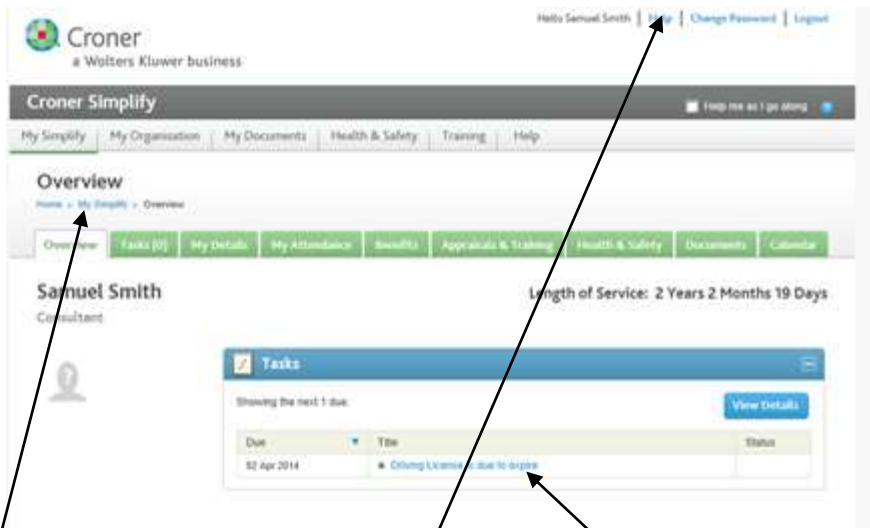 Hello Samuel Smith | Help | Change Password | Logout
Croner
a Wolters Kluwer business
Croner Simplify
Help me as I go along
My Simplify | My Organisation | My Documents | Health & Safety | Training | Help
Overview
Home » My Simplify » Overview
Overview Tasks (0) My Details My Attendance Benefits Appraisals & Training Health & Safety Documents Calendar
Samuel Smith
Length of Service: 2 Years 2 Months 19 Days
Consultant
Tasks
Showing the next 1 due.
View Details
Due Title Status
02 Apr 2014 Driving License is due to expire